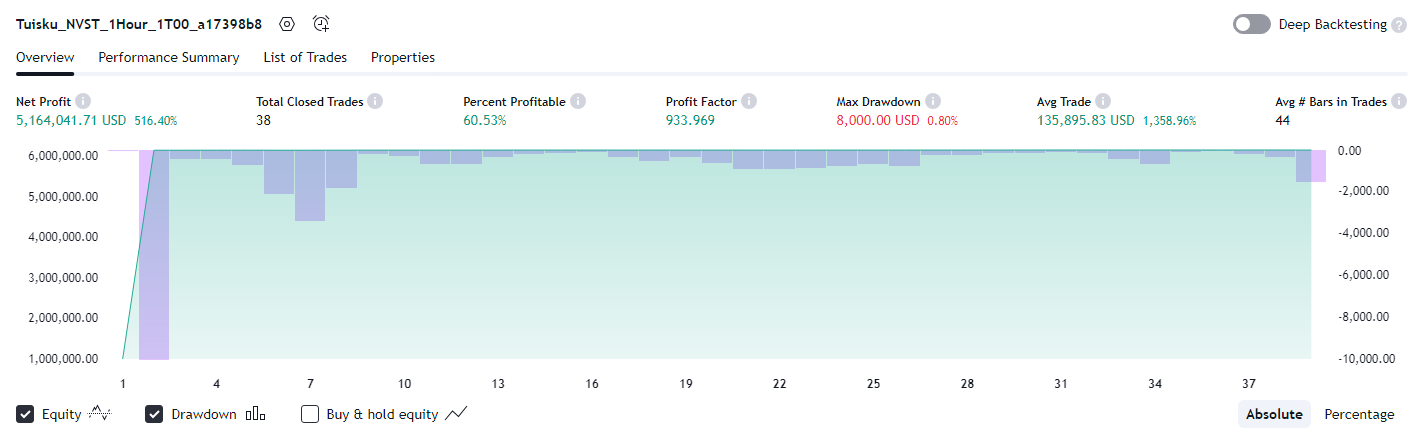 Tuisku_NVST_1Hour_1T00_a17398b8
Deep Backtesting ?
Overview Performance Summary List of Trades Properties
Net Profit Total Closed Trades Percent Profitable Profit Factor Max Drawdown Avg Trade Avg # Bars in Trades
5,164,041.71 USD 516.40% 38 60.53% 933.969 8,000.00 USD 0.80% 135,895.83 USD 1,358.96% 44
6,000,000.00 0.00
5,000,000.00 -2,000.00
4,000,000.00 -4,000.00
3,000,000.00 -6,000.00
2,000,000.00 -8,000.00
1,000,000.00 -10,000.00
1 4 7 10 13 16 19 22 25 28 31 34 37
Equity Drawdown Buy & hold equity Absolute Percentage